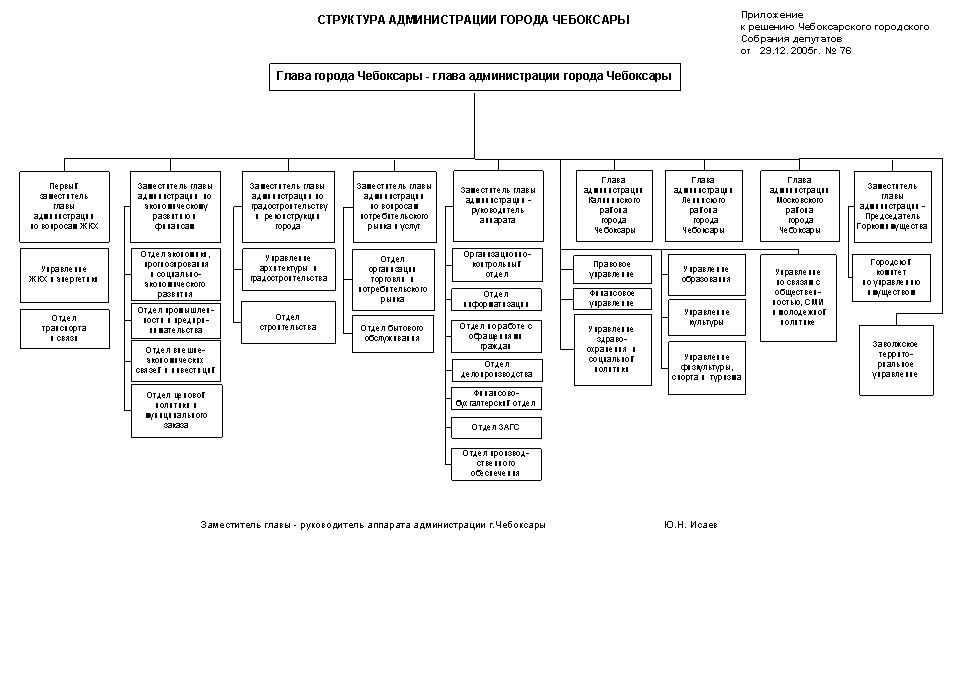 СТРУКТУРА АДМИНИСТРАЦИИ ГОРОДА ЧЕБОКСАРЫ
Приложение
к решению Чебоксарского городского
Собрания депутатов
от 29.12. 2005г. № 76
Глава города Чебоксары - глава администрации города Чебоксары
Первый
заместитель
главы
администрации
по вопросам ЖКХ
Заместитель главы
администрации по
экономическому
развитию и
финансам
Заместитель главы
администрации по
градостроительству
и реконструкции
города
Заместитель главы
администрации
по вопросам
потребительского
рынка и услуг
Заместитель главы
администрации -
руководитель
аппарата
Глава
администрации
Калининского
района
города
Чебоксары
Глава
администрации
Ленинского
района
города
Чебоксары
Глава
администрации
Московского
района
города
Чебоксары
Заместитель
главы
администрации -
Председатель
Горкомимущества
Управление
ЖКХ и энергетики
Отдел
транспорта
и связи
Отдел экономики,
прогнозирования
и социально-
экономического
развития
Отдел промышлен-
ности и предпри-
нимательства
Отдел внешне-
экономических
связей и инвестиций
Отдел ценовой
политики и
муниципального
заказа
Управление
архитектуры и
градостроительства
Отдел
строительства
Отдел
организации
торговли и
потребительского
рынка
Отдел бытового
обслуживания
Организационно-
контрольный
отдел
Отдел
информатизации
Отдел по работе с
обращениями
граждан
Отдел
делопроизводства
Финансово-
бухгалтерский отдел
Отдел ЗАГС
Отдел производ-
ственного
обеспечения
Правовое
управление
Финансовое
управление
Управление
здраво-
охранения и
социальной
политики
Управление
образования
Управление
культуры
Управление
физкультуры,
спорта и туризма
Управление
по связям с
обществен-
ностью, СМИ
и молодежной
политике
Городской
комитет
по управлению
имуществом
Заволжское
террито-
риальное
управление
Заместитель главы - руководитель аппарата администрации г.Чебоксары
Ю.Н. Исаев